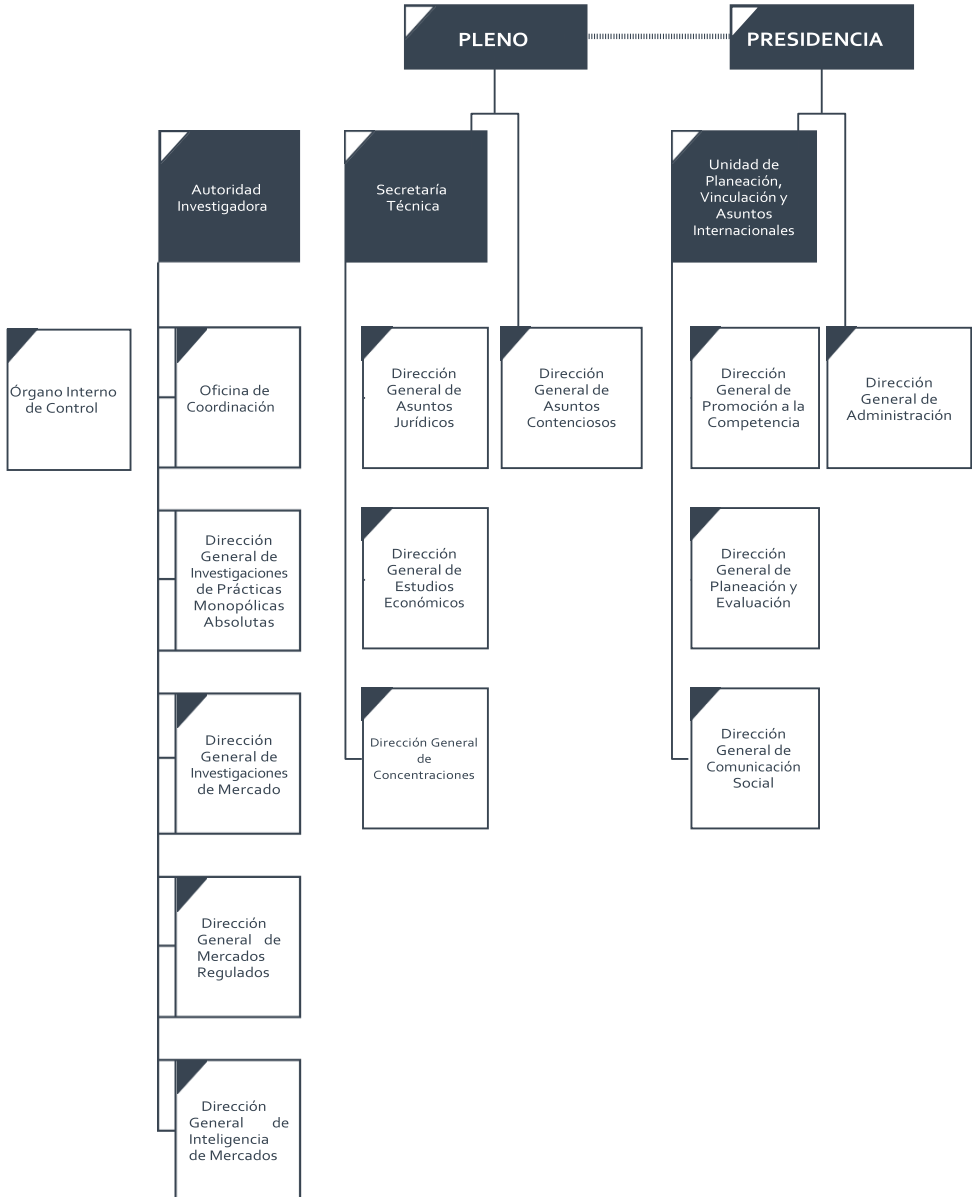 PLENO
PRESIDENCIA
Autoridad
Investigadora
Secretaría
Técnica
Unidad de
Planeación,
Vinculación y
Asuntos
Internacionales
Órgano Interno
de Control
Oficina de
Coordinación
Dirección
General de
Asuntos
Jurídicos
Dirección
General de
Asuntos
Contenciosos
Dirección
General de
Promoción a la
Competencia
Dirección
General de
Administración
Dirección
General de
Investigaciones
de Prácticas
Monopólicas
Absolutas
Dirección
General de
Estudios
Económicos
Dirección
General de
Planeación y
Evaluación
Dirección
General de
Investigaciones
de Mercado
Dirección General
de
Concentraciones
Dirección
General de
Comunicación
Social
Dirección
General de
Mercados
Regulados
Dirección
General de
Inteligencia
de Mercados